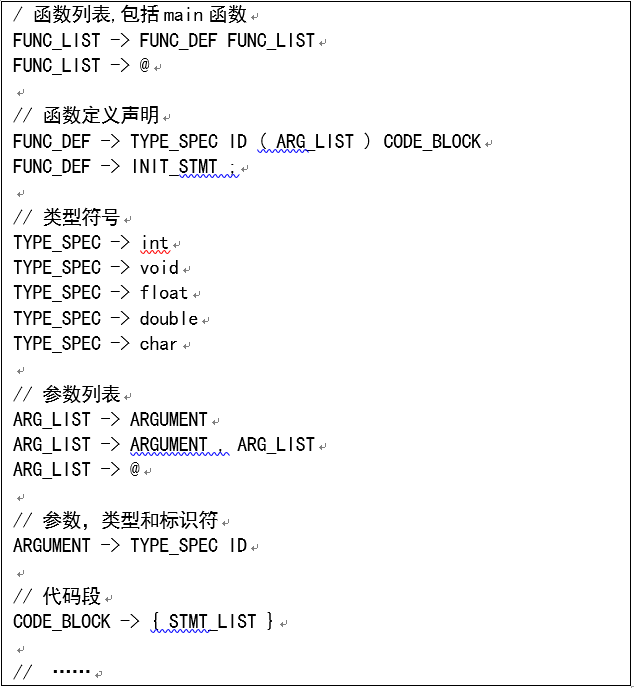 / 函数列表,包括main函数
FUNC_LIST -> FUNC_DEF FUNC_LIST
FUNC_LIST -> @
// 函数定义声明
FUNC_DEF -> TYPE_SPEC ID ( ARG_LIST ) CODE_BLOCK
FUNC_DEF -> INIT_STMT ;
// 类型符号
TYPE_SPEC -> int
TYPE_SPEC -> void
TYPE_SPEC -> float
TYPE_SPEC -> double
TYPE_SPEC -> char
// 参数列表
ARG_LIST -> ARGUMENT
ARG_LIST -> ARGUMENT , ARG_LIST
ARG_LIST -> @
// 参数，类型和标识符
ARGUMENT -> TYPE_SPEC ID
// 代码段
CODE_BLOCK -> { STMT_LIST }
// ……